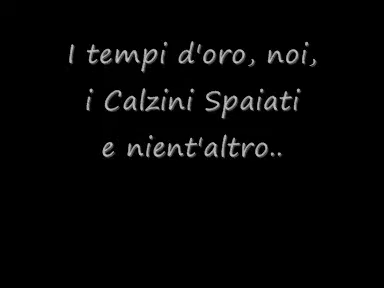 I tempi d'oro, noi,
i Calzini Spaiati
e nient'altro..